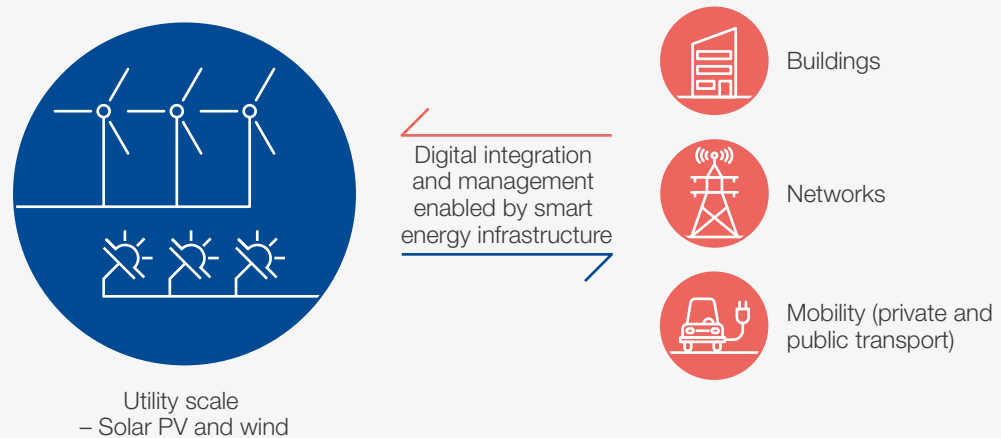 Utility scale
– Solar PV and wind
Digital integration
and management
enabled by smart
energy infrastructure
Buildings
Networks
Mobility (private and
public transport)